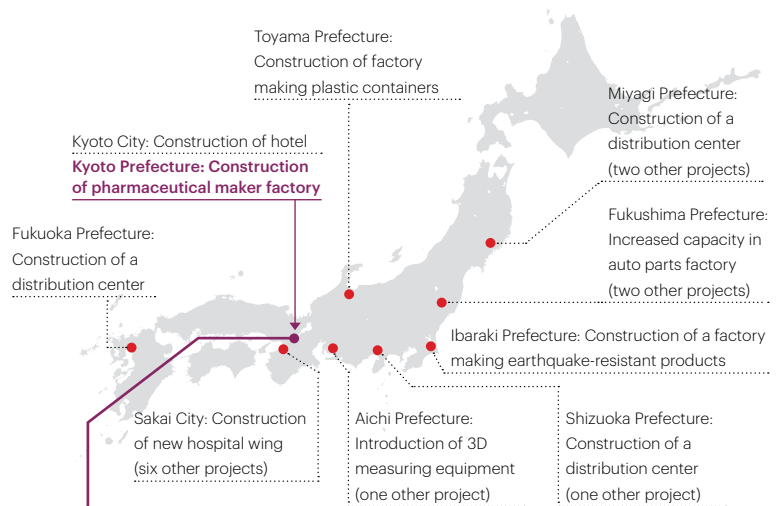 Toyama Prefecture:
Construction of factory
making plastic containers
Miyagi Prefecture:
Construction of a
distribution center
(two other projects)
Kyoto City: Construction of hotel
Kyoto Prefecture: Construction
of pharmaceutical maker factory
Fukushima Prefecture:
Increased capacity in
auto parts factory
(two other projects)
Fukuoka Prefecture:
Construction of a
distribution center
Ibaraki Prefecture: Construction of a factory
making earthquake-resistant products
Sakai City: Construction
of new hospital wing
(six other projects)
Aichi Prefecture:
Introduction of 3D
measuring equipment
(one other project)
Shizuoka Prefecture:
Construction of a
distribution center
(one other project)